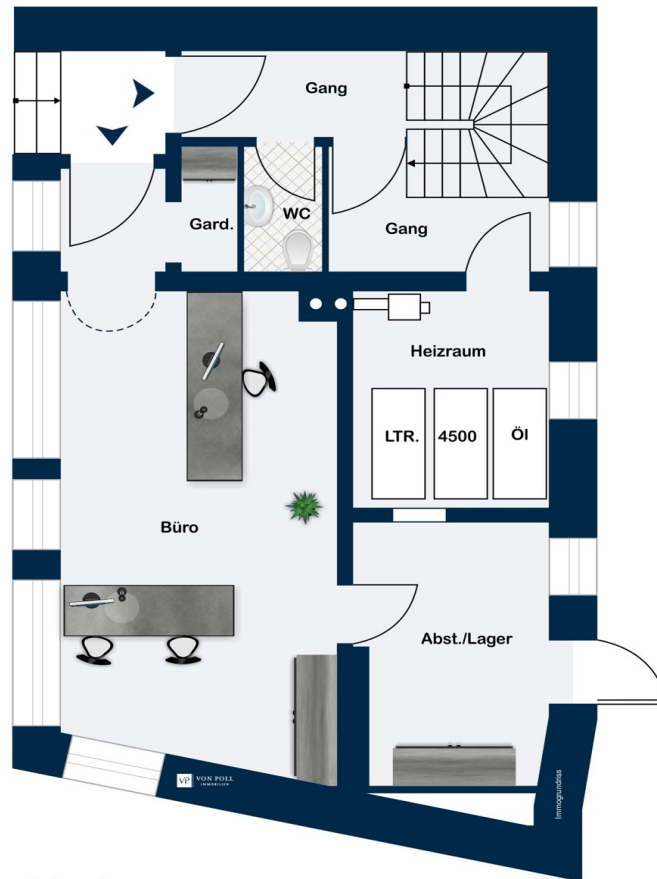 Gang
Gard.
WC
Gang
Heizraum
LTR.
4500
Öl
Büro
Abst./Lager
VP VON POLL
IMMOBILIEN
Immogrundriss